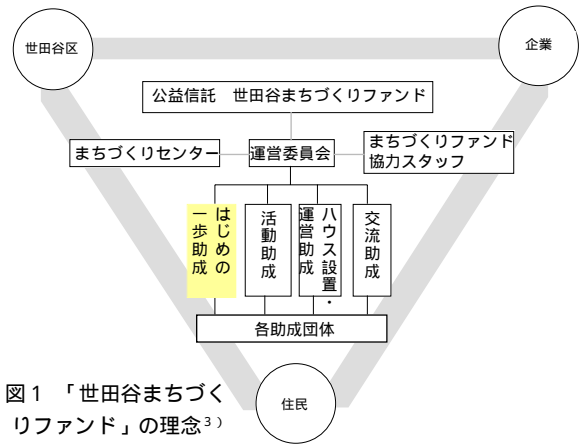 世田谷区
企業
公益信託　世田谷まちづくりファンド
まちづくりセンター
運営委員会
まちづくりファンド
協力スタッフ
はじめの
一歩助成
活動助成
ハウス設置・
運営助成
交流助成
各助成団体
住民
図1 「世田谷まちづく
りファンド」の理念3）